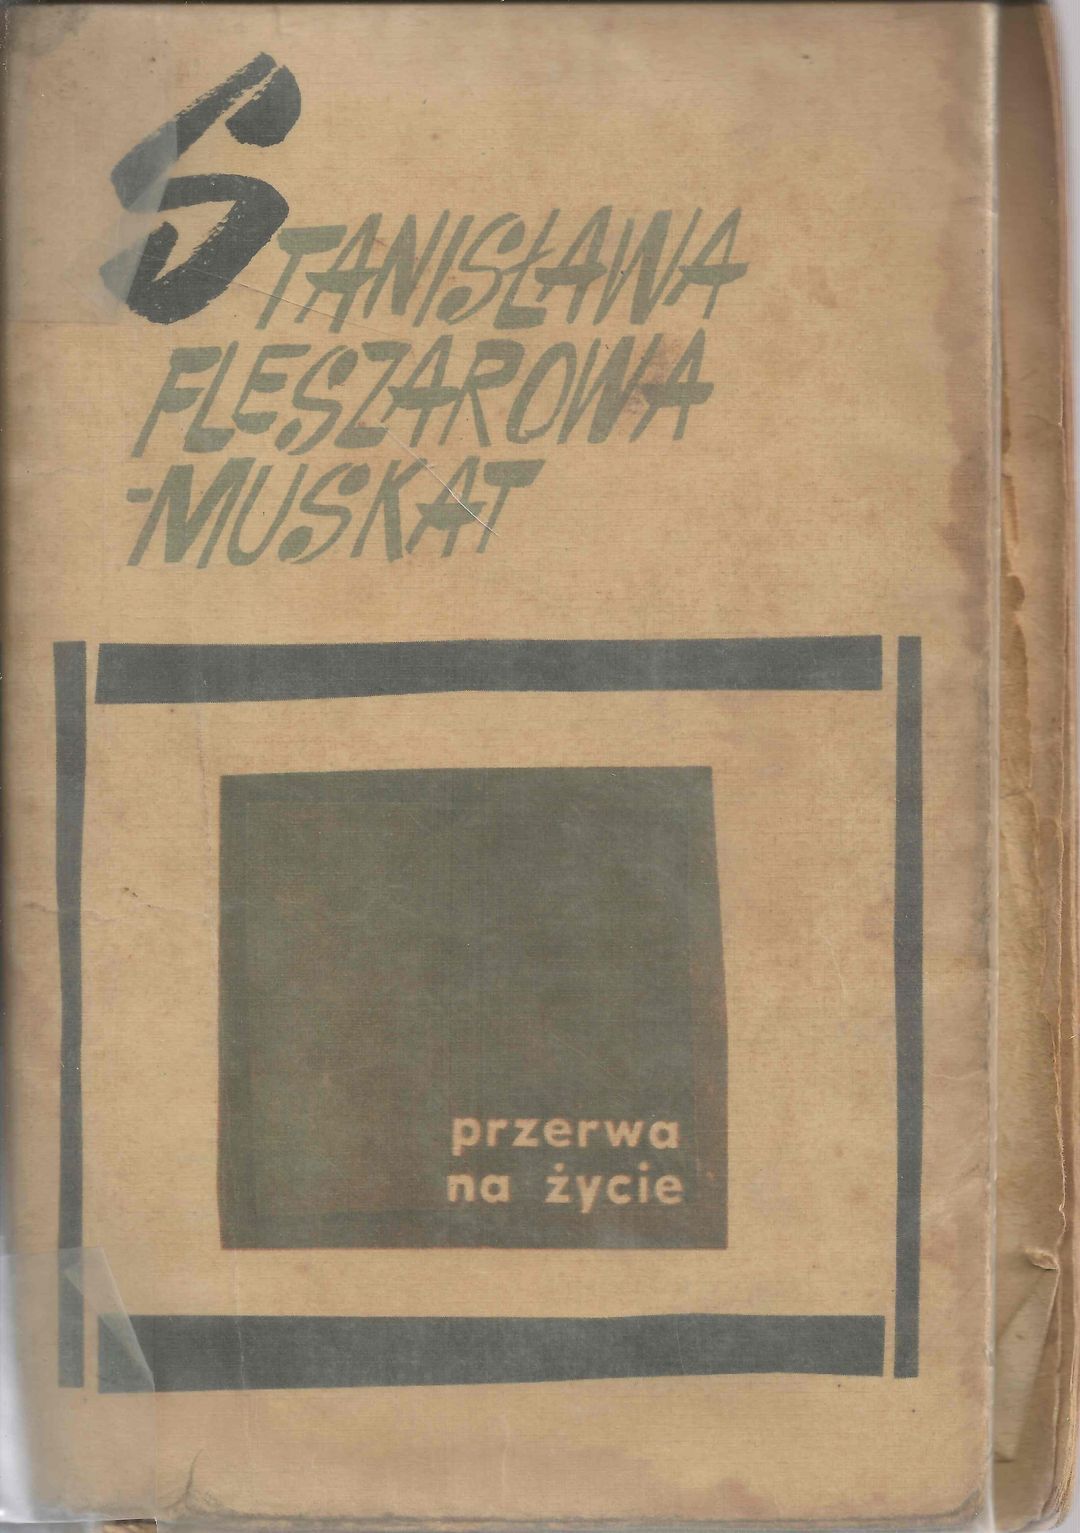 STANISŁAWA
FLESZAROWA
-MUSKAT
przerwa
na życie